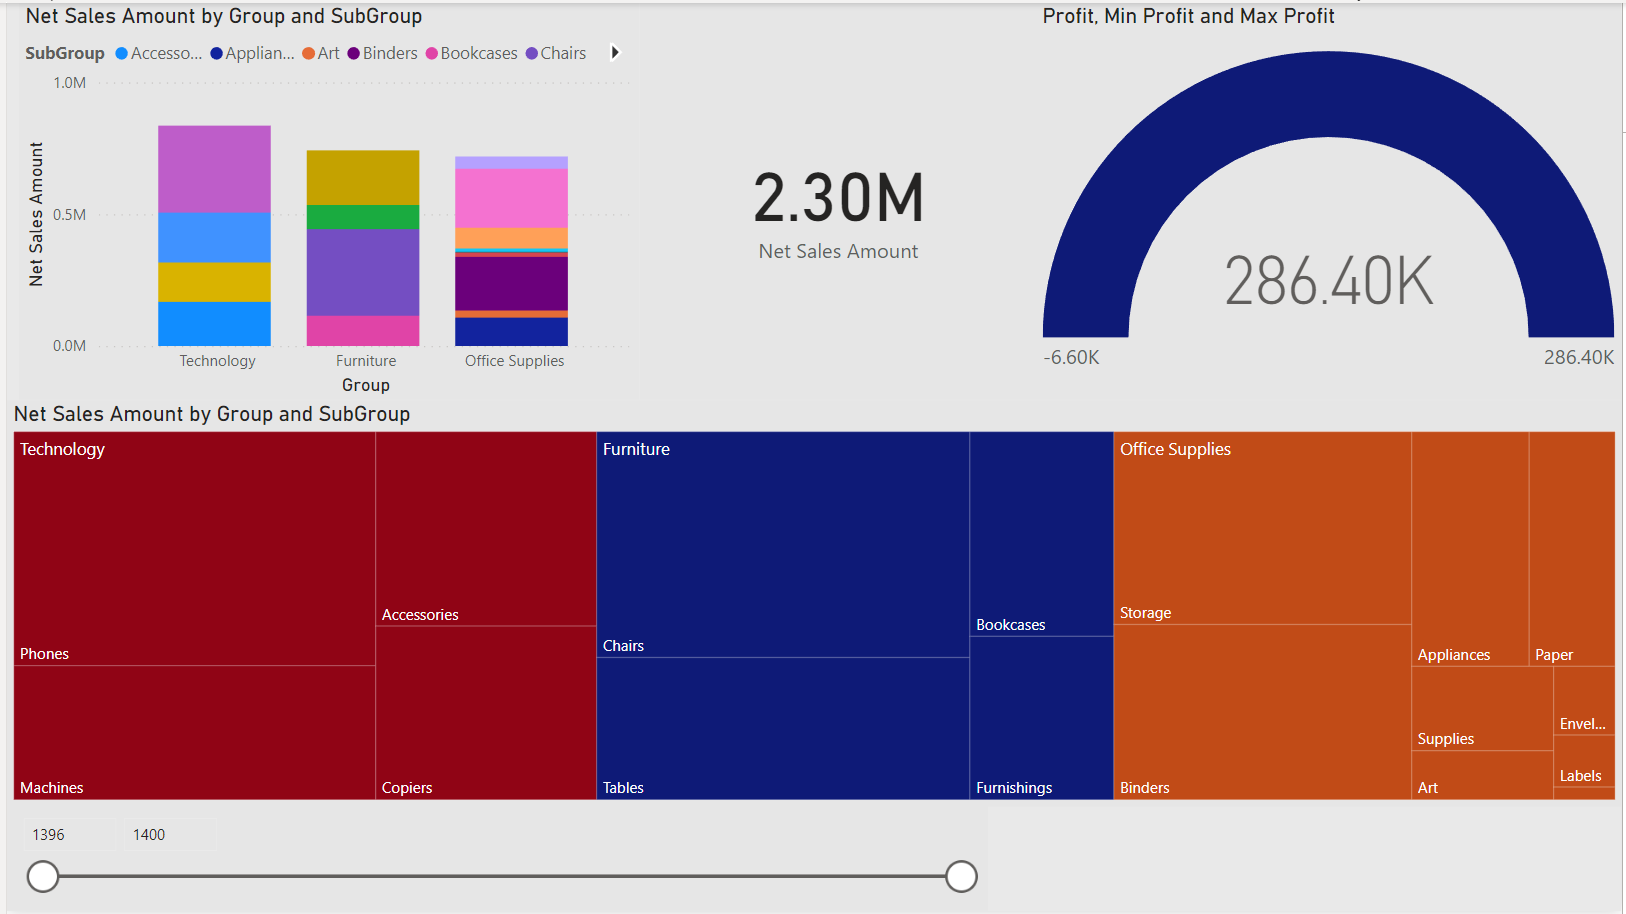 Net Sales Amount by Group and SubGroup
SubGroup Accesso... Applian... Art Binders Bookcases Chairs
1.0M
0.5M
0.0M
Net Sales Amount
Technology Furniture Office Supplies
Group
2.30M
Net Sales Amount
Profit, Min Profit and Max Profit
286.40K
-6.60K 286.40K
Net Sales Amount by Group and SubGroup
Technology
Phones
Machines
Accessories
Copiers
Furniture
Chairs
Tables
Bookcases
Furnishings
Office Supplies
Storage
Binders
Appliances
Paper
Supplies
Art
Envel...
Labels
1396 1400